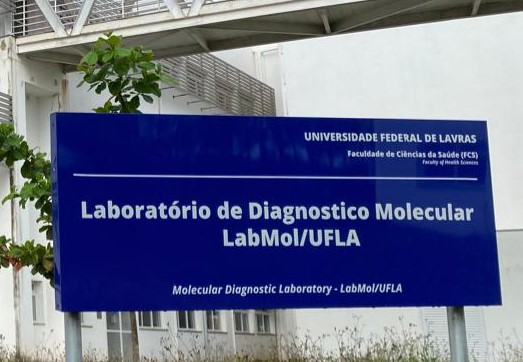 UNIVERSIDADE FEDERAL DE LAVRAS
Faculdade de Ciências da Saúde (FCS)
Faculty of Health Sciences
Laboratório de Diagnostico Molecular
LabMol/UFLA
Molecular Diagnostic Laboratory - LabMol/UFLA